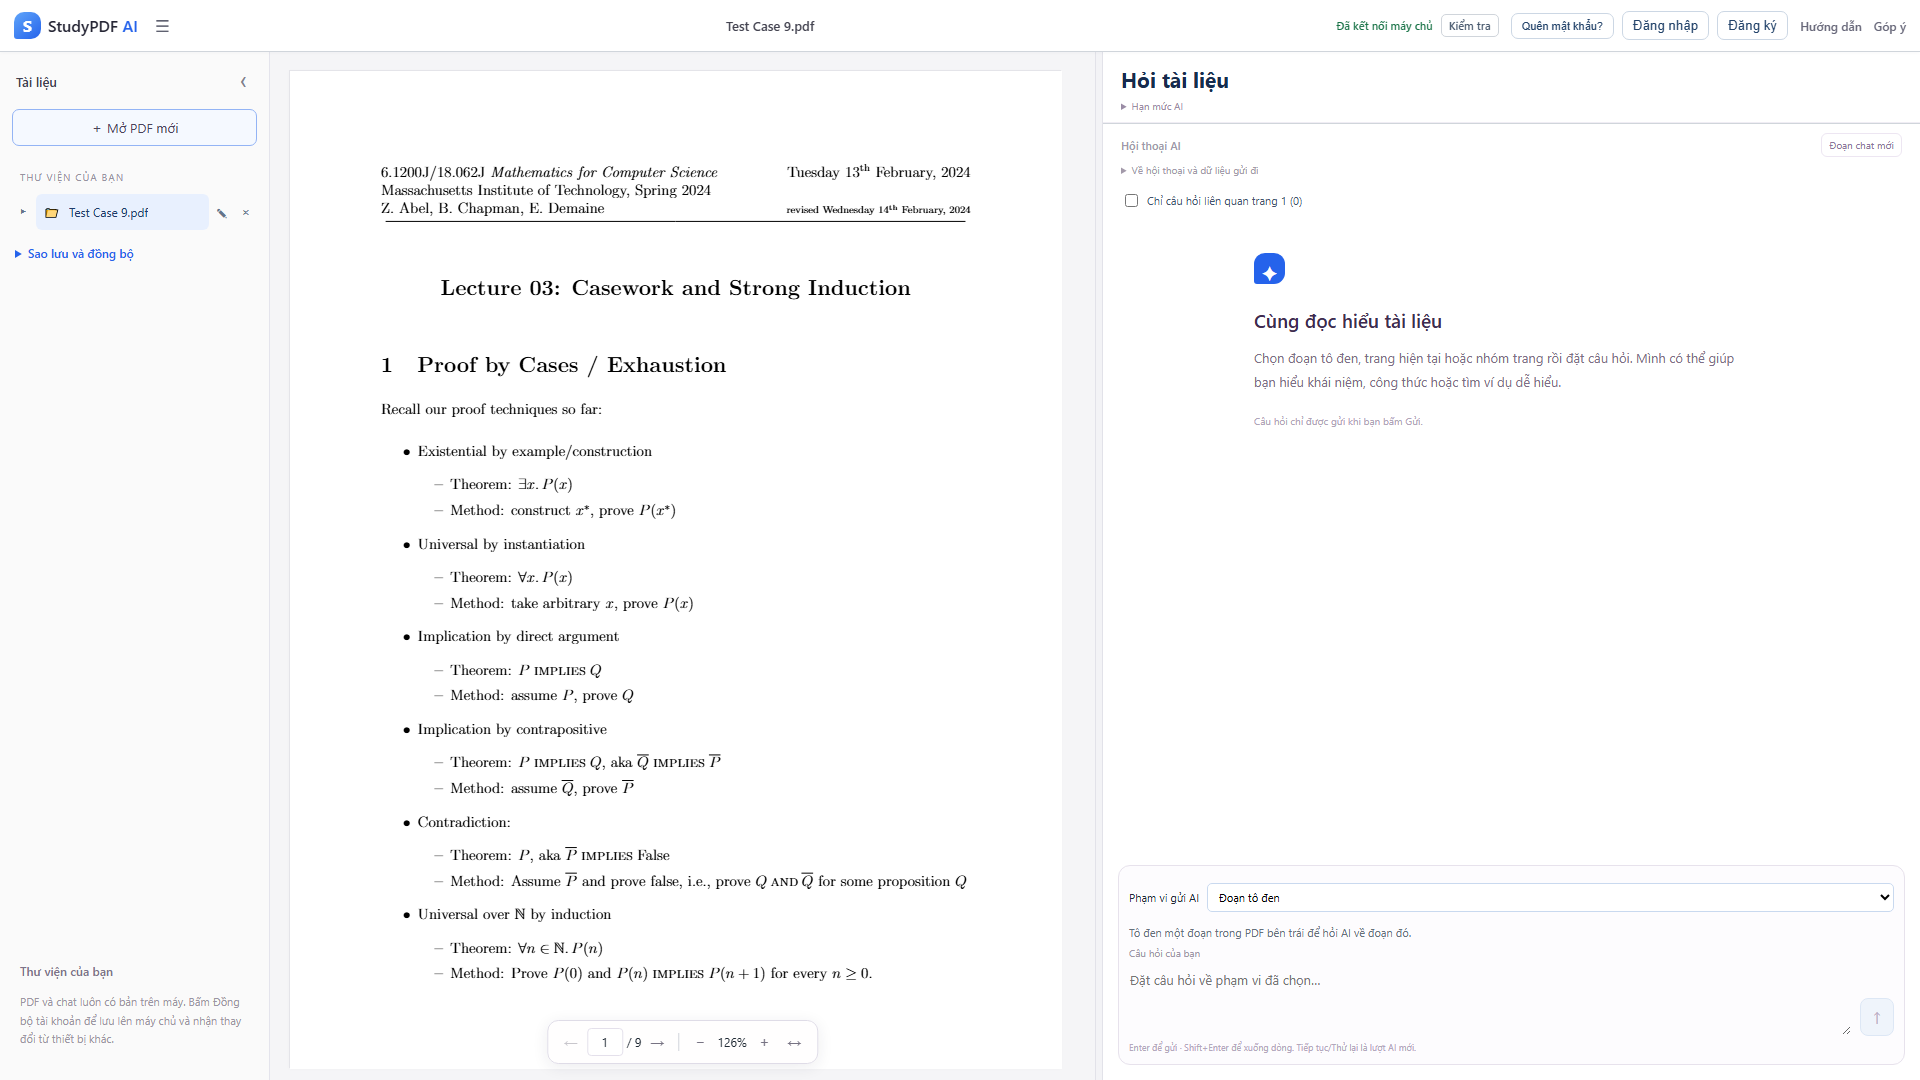 S StudyPDF AI ☰
Test Case 9.pdf
Đã kết nối máy chủ
Kiểm tra
Quên mật khẩu?
Đăng nhập
Đăng ký
Hướng dẫn
Góp ý
Tài liệu
+ Mở PDF mới
THƯ VIỆN CỦA BẠN
Test Case 9.pdf
Sao lưu và đồng bộ
Thư viện của bạn
PDF và chat luôn có bản trên máy. Bấm Đồng
bộ tài khoản để lưu lên máy chủ và nhận thay
đổi từ thiết bị khác.
6.1200J/18.062J Mathematics for Computer Science
Tuesday 13th February, 2024
Massachusetts Institute of Technology, Spring 2024
Z. Abel, B. Chapman, E. Demaine
revised Wednesday 14th February, 2024
Lecture 03: Casework and Strong Induction
1 Proof by Cases / Exhaustion
Recall our proof techniques so far:
• Existential by example/construction
– Theorem: ∃x. P(x)
– Method: construct x*, prove P(x*)
• Universal by instantiation
– Theorem: ∀x. P(x)
– Method: take arbitrary x, prove P(x)
• Implication by direct argument
– Theorem: P IMPLIES Q
– Method: assume P, prove Q
• Implication by contrapositive
– Theorem: P IMPLIES Q, aka Q̅ IMPLIES P̅
– Method: assume Q̅, prove P̅
• Contradiction:
– Theorem: P, aka P̅ IMPLIES False
– Method: Assume P̅ and prove false, i.e., prove Q AND Q̅ for some proposition Q
• Universal over ℕ by induction
– Theorem: ∀n ∈ ℕ. P(n)
– Method: Prove P(0) and P(n) IMPLIES P(n + 1) for every n ≥ 0.
← 1 / 9 → − 126% + ↔
Hỏi tài liệu
Hạn mức AI
Hội thoại AI
Đoạn chat mới
Về hội thoại và dữ liệu gửi đi
Chỉ câu hỏi liên quan trang 1 (0)
Cùng đọc hiểu tài liệu
Chọn đoạn tô đen, trang hiện tại hoặc nhóm trang rồi đặt câu hỏi. Mình có thể giúp
bạn hiểu khái niệm, công thức hoặc tìm ví dụ dễ hiểu.
Câu hỏi chỉ được gửi khi bạn bấm Gửi.
Phạm vi gửi AI
Đoạn tô đen
Tô đen một đoạn trong PDF bên trái để hỏi AI về đoạn đó.
Câu hỏi của bạn
Đặt câu hỏi về phạm vi đã chọn...
Enter để gửi · Shift+Enter để xuống dòng. Tiếp tục/Thử lại là lượt AI mới.